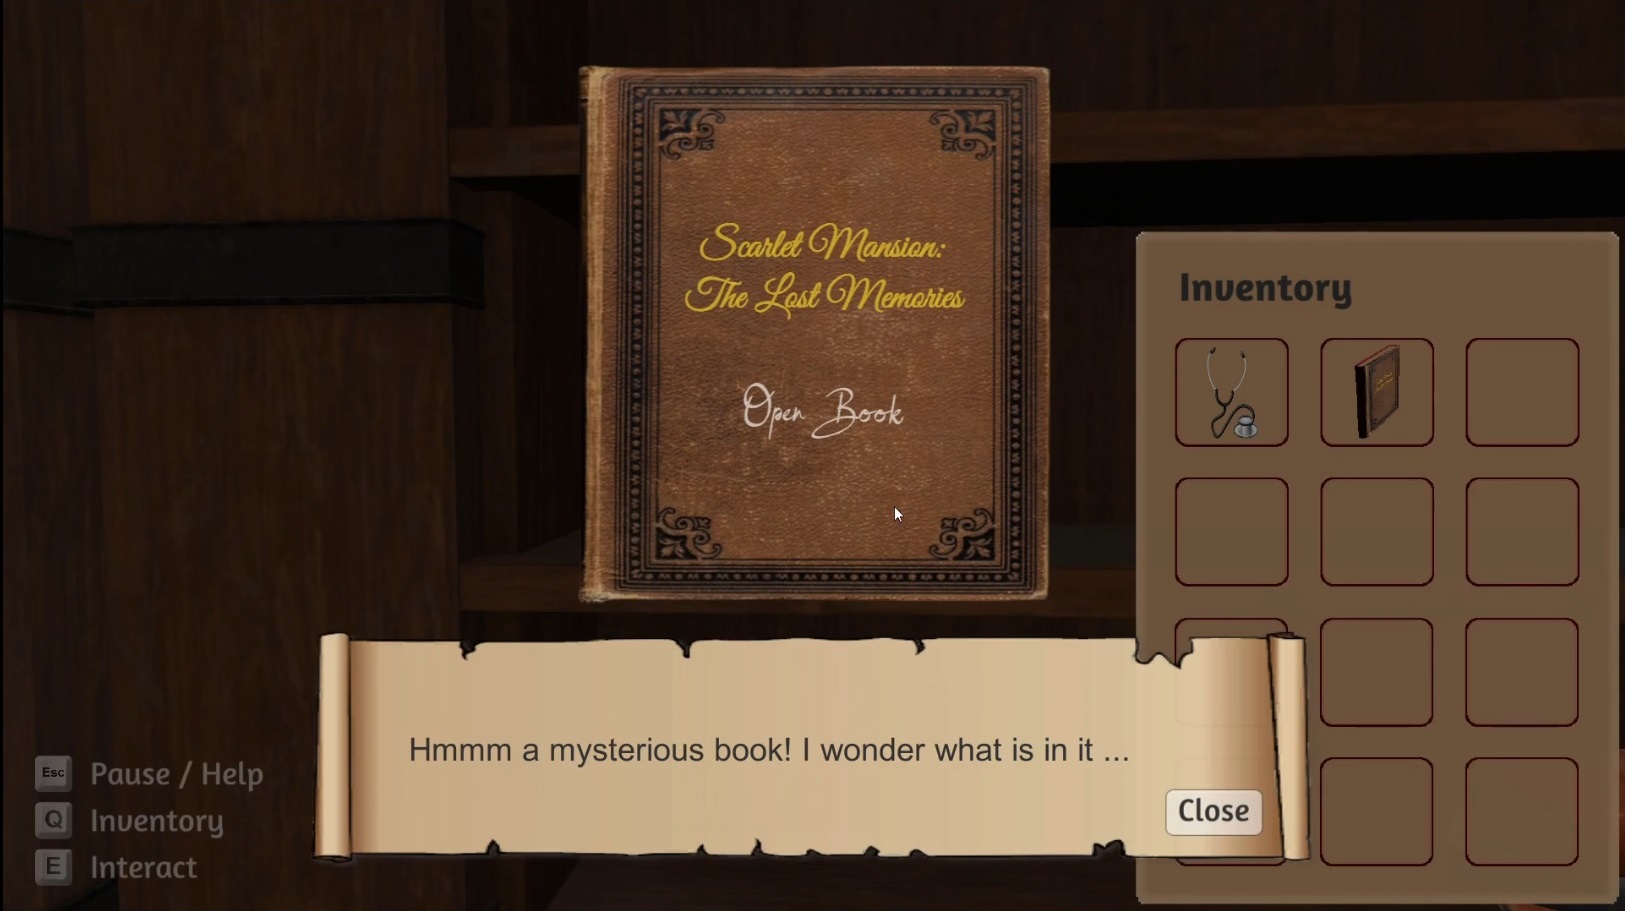 Scarlet Mansion:
The Lost Memories
Open Book
Inventory
Hmmm a mysterious book! I wonder what is in it ...
Close
Esc Pause / Help
Q Inventory
E Interact